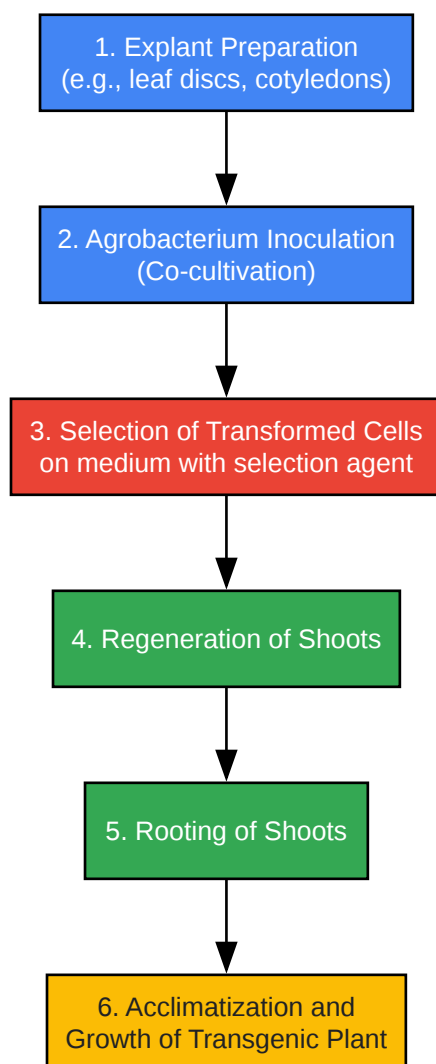 1. Explant Preparation
(e.g., leaf discs, cotyledons)
2. Agrobacterium Inoculation
(Co-cultivation)
3. Selection of Transformed Cells
on medium with selection agent
4. Regeneration of Shoots
5. Rooting of Shoots
6. Acclimatization and
Growth of Transgenic Plant